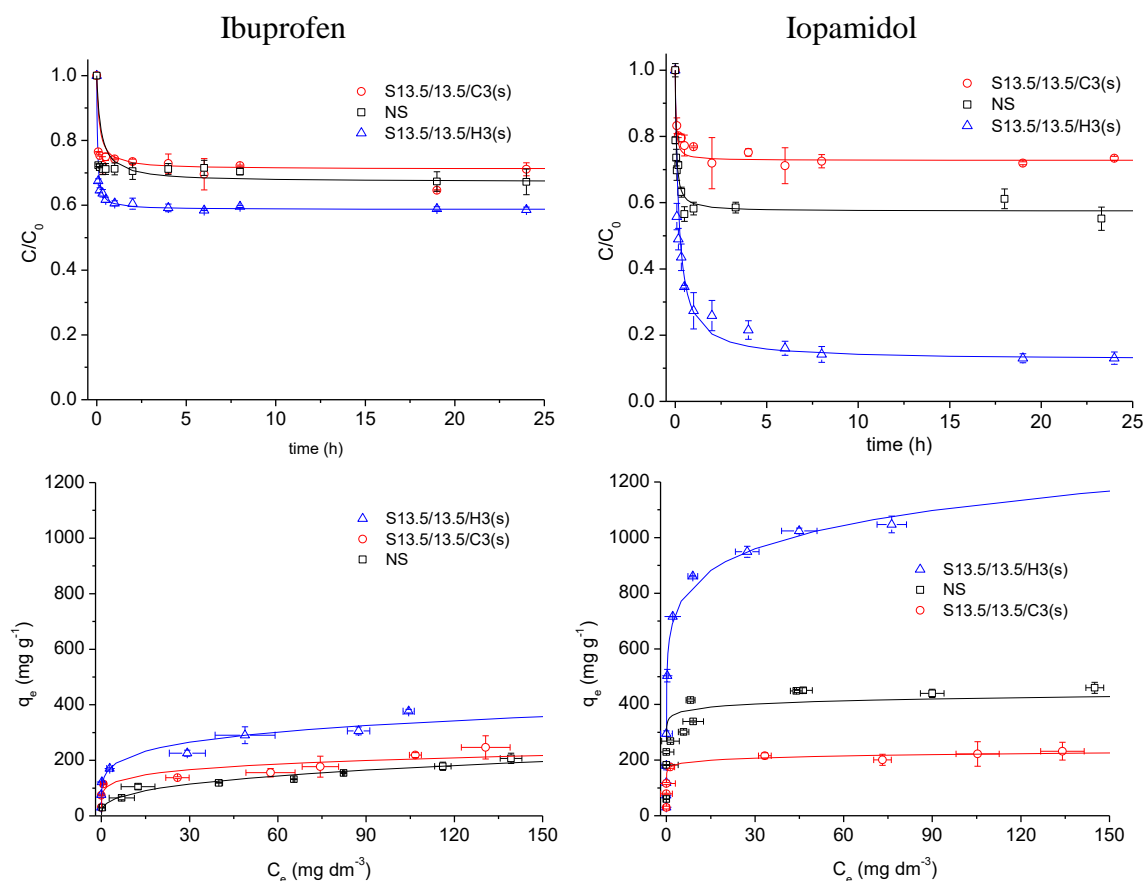 Ibuprofen
Iopamidol
1.0
0.8
0.6
0.4
0.2
0.0
C/C0
S13.5/13.5/C3(s)
NS
S13.5/13.5/H3(s)
0 5 10 15 20 25
time (h)
1.0
0.8
0.6
0.4
0.2
0.0
C/C0
S13.5/13.5/C3(s)
NS
S13.5/13.5/H3(s)
0 5 10 15 20 25
time (h)
1200
1000
800
600
400
200
0
qe (mg g-1)
S13.5/13.5/H3(s)
S13.5/13.5/C3(s)
NS
0 30 60 90 120 150
Ce (mg dm-3)
1200
1000
800
600
400
200
0
qe (mg g-1)
S13.5/13.5/H3(s)
NS
S13.5/13.5/C3(s)
0 30 60 90 120 150
Ce (mg dm-3)